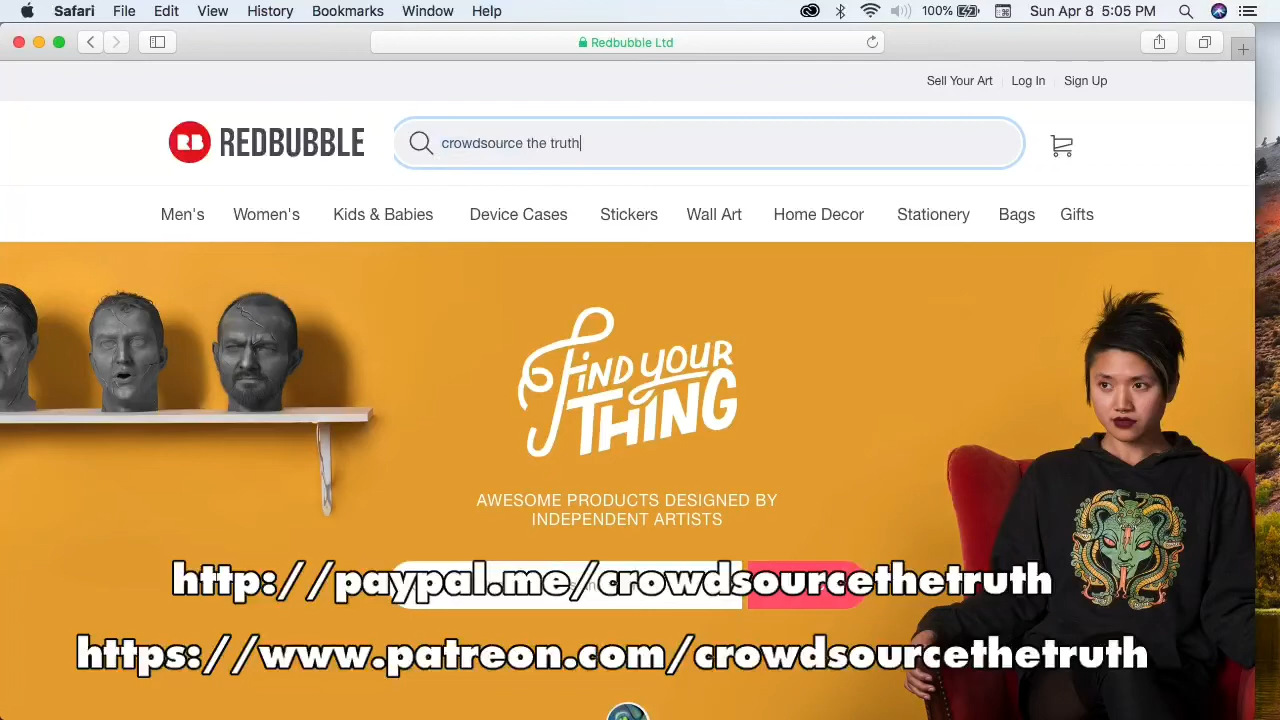 Safari File Edit View History Bookmarks Window Help 100% Sun Apr 8 5:05 PM
Redbubble Ltd
Sell Your Art Log In Sign Up
RB REDBUBBLE crowdsource the truth
Men's Women's Kids & Babies Device Cases Stickers Wall Art Home Decor Stationery Bags Gifts
FIND YOUR
THING
AWESOME PRODUCTS DESIGNED BY
INDEPENDENT ARTISTS
http://paypal.me/crowdsourcethetruth
https://www.patreon.com/crowdsourcethetruth